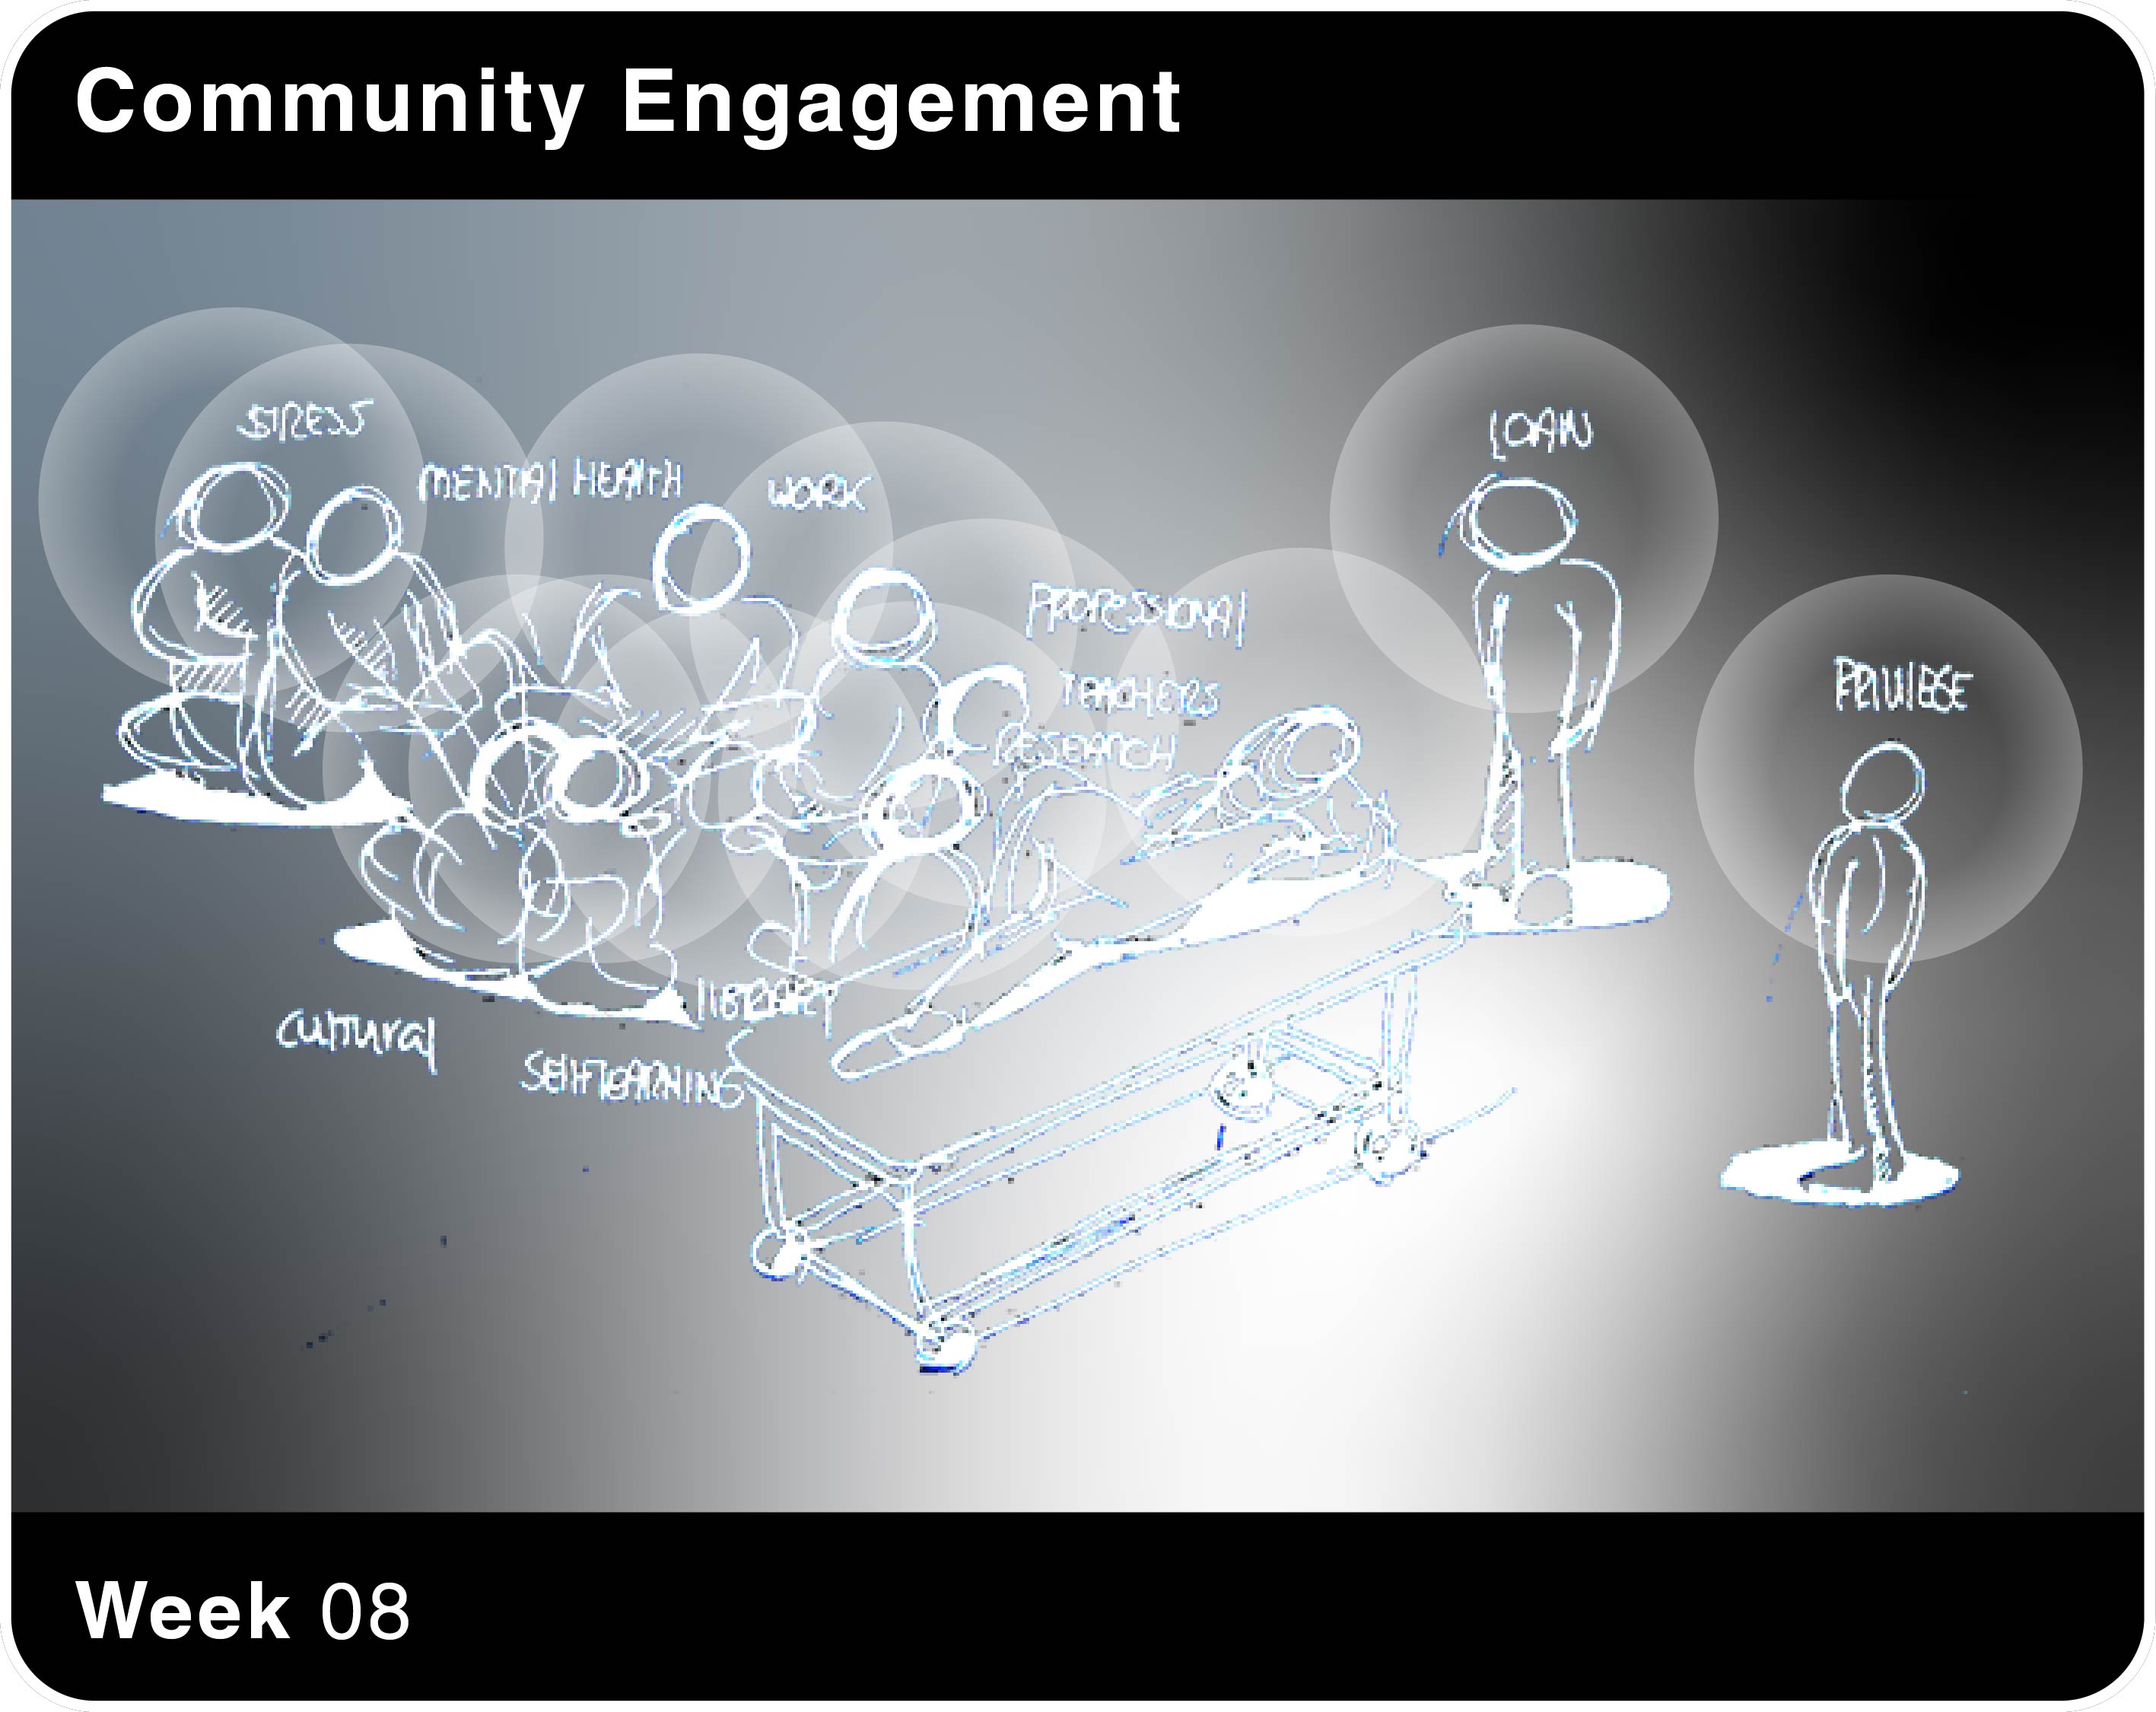 Community Engagement
STRESS
LOAN
MENTAL HEALTH
WORK
PROFESSIONAL
PRIVILEGE
TEACHERS
RESEARCH
LIBRARY
CULTURAL
SELF LEARNING
Week 08